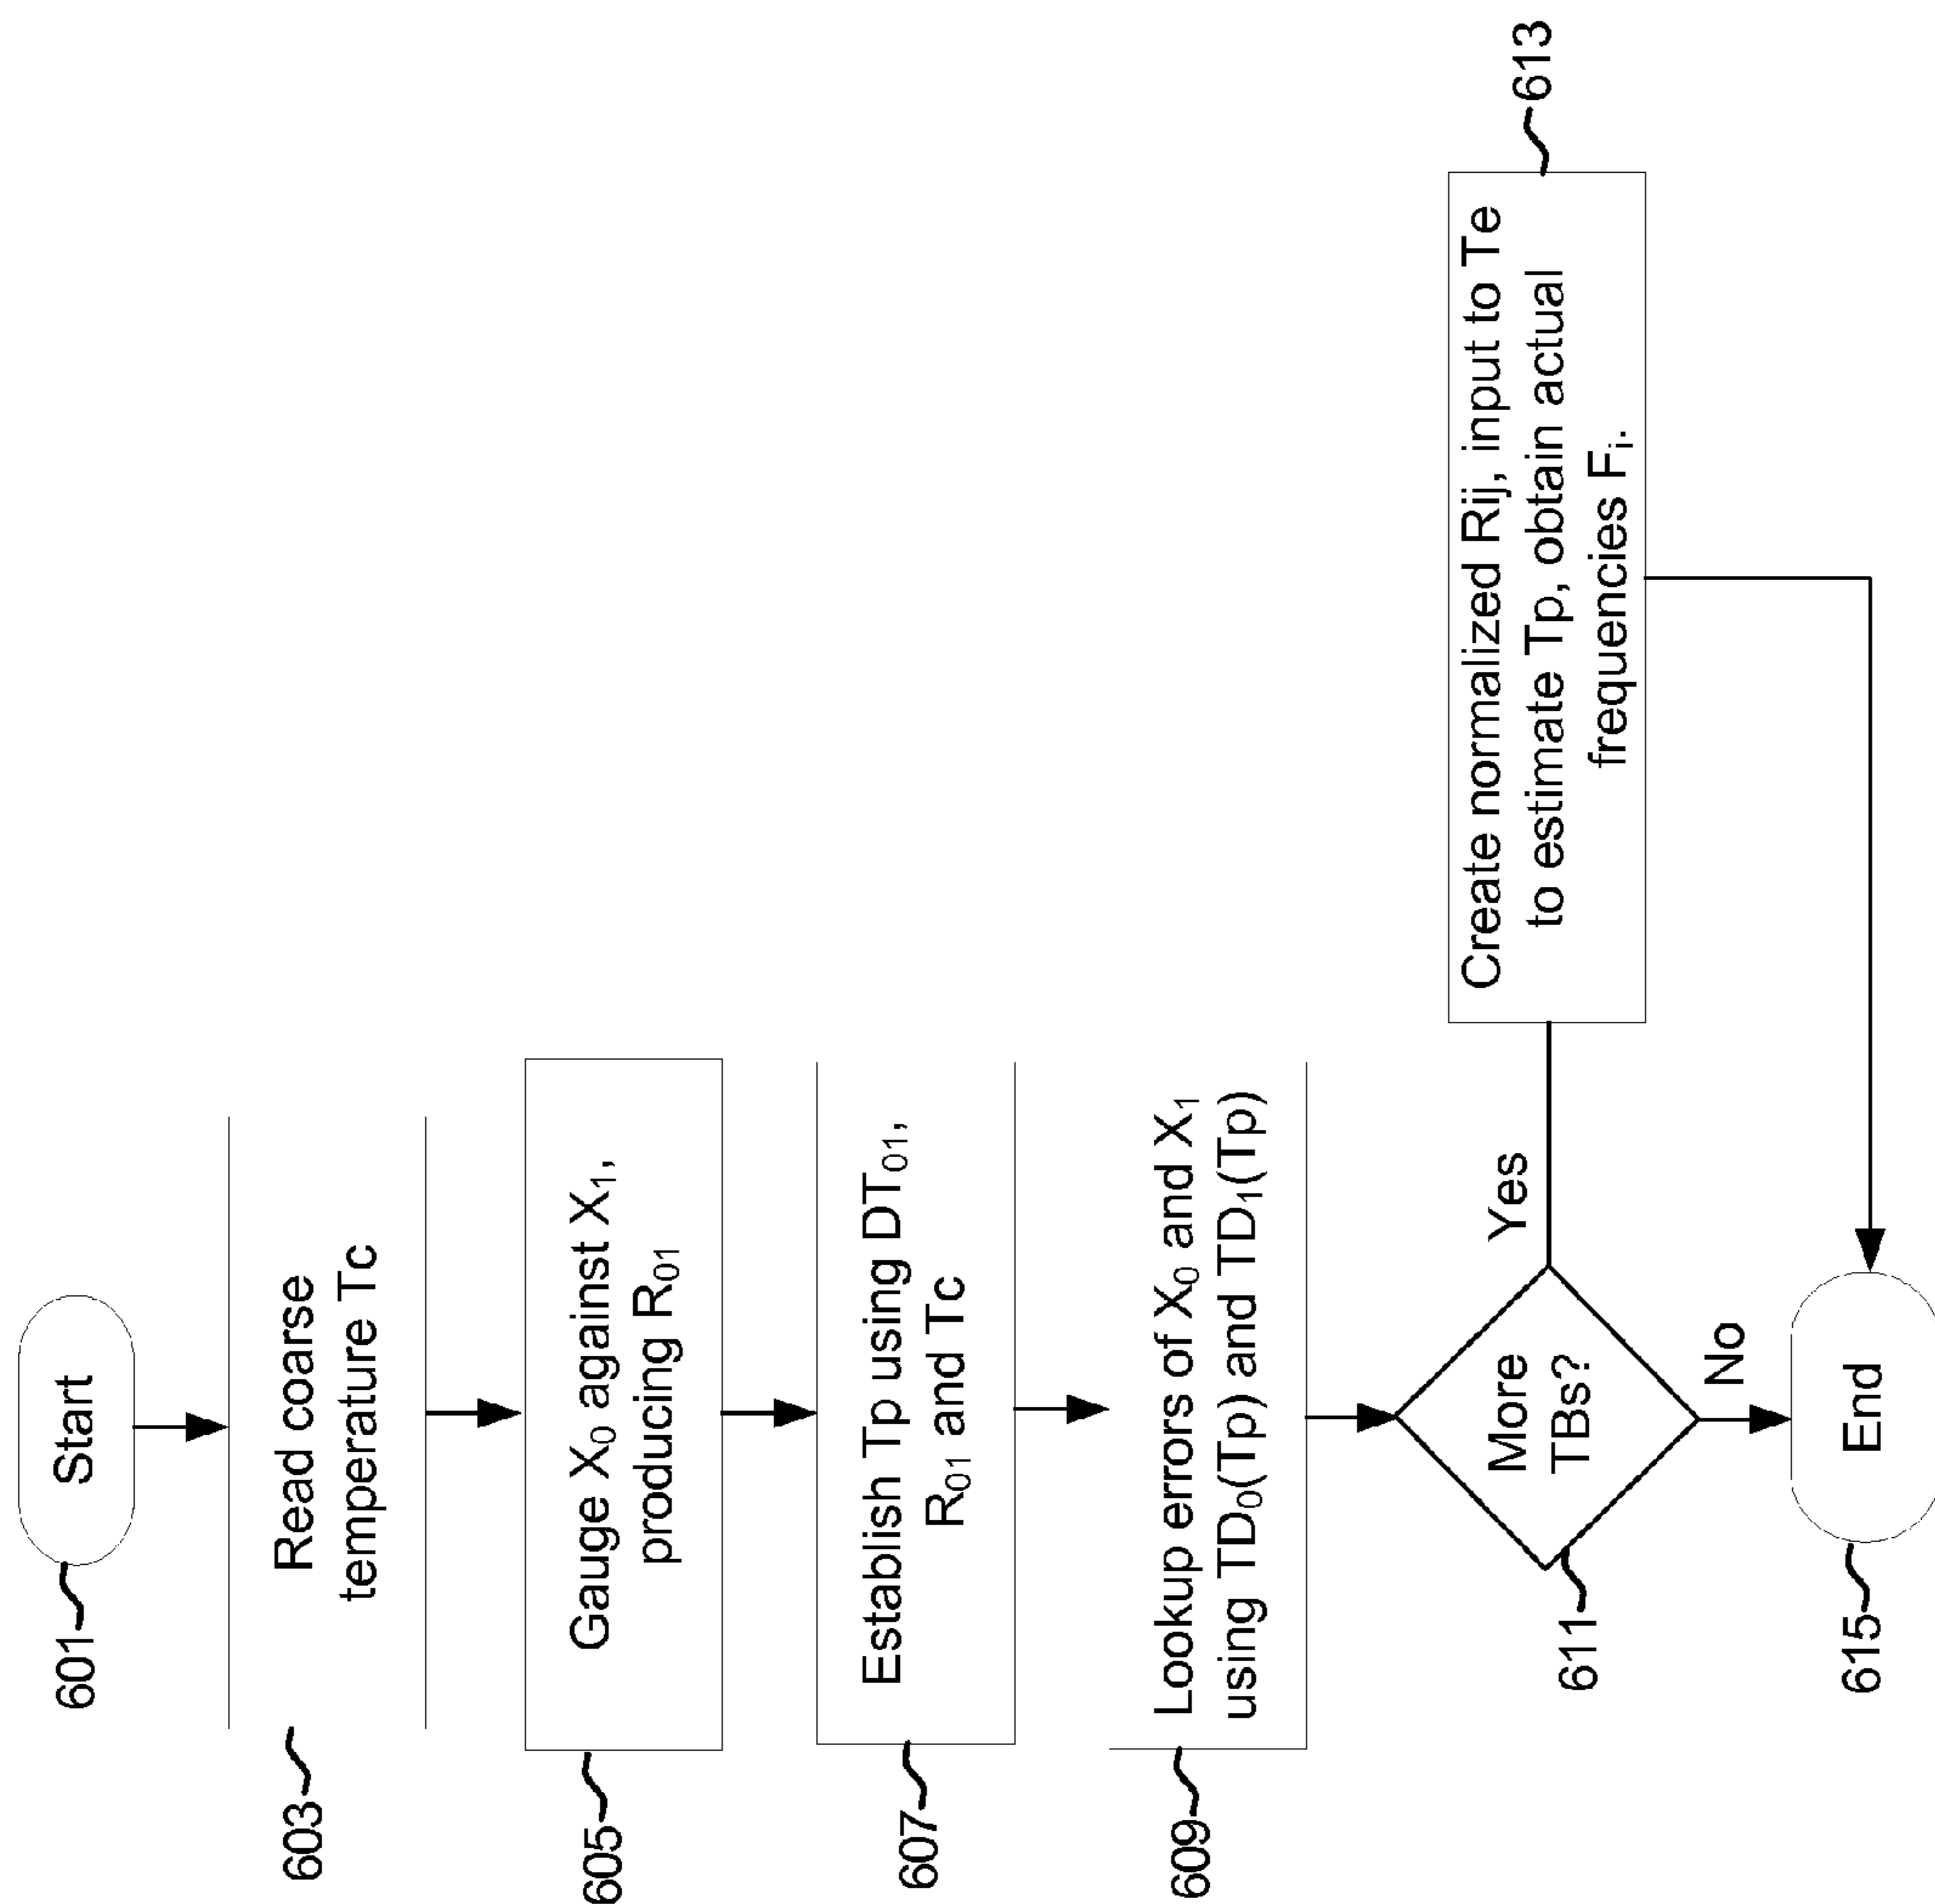 601
Start
603
Read coarse
temperature Tc
605
Gauge X₀ against X₁,
producing R₀₁
607
Establish Tp using DT₀₁,
R₀₁ and Tc
609
Lookup errors of X₀ and X₁
using TD₀(Tp) and TD₁(Tp)
611
More
TBs?
Yes
No
Create normalized Rij, input to Te
to estimate Tp, obtain actual
frequencies Fᵢ.
613
615
End